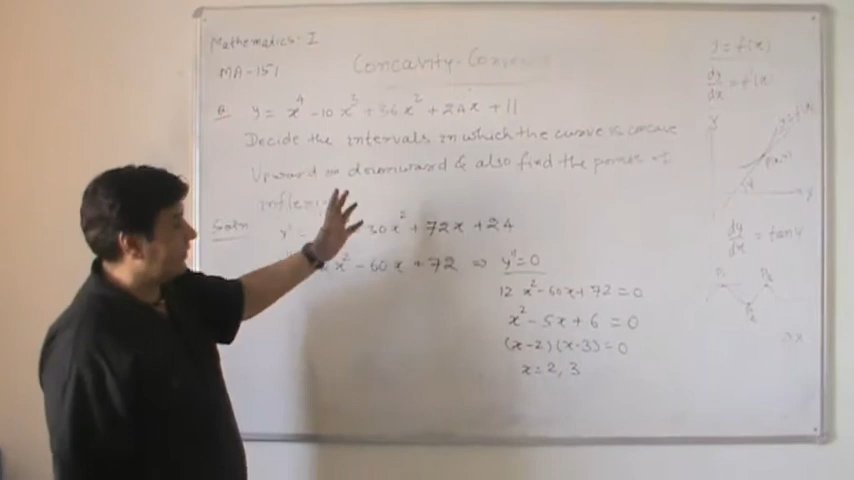 Mathematics-I
MA-151
Concavity-
Q. y = x⁴ -10x³ +36x² +24x +11
Decide the intervals in which the curve is concave
Upward or downward & also find the points of
Soln
30x² +72x +24
x² -60x +72 ⇒ y''=0
12x² -60x+72 =0
x² -5x+6 =0
(x-2)(x-3)=0
x=2, 3
y = f(x)
dy/dx = f'(x)
Y
y=f(x)
P(x,y)
ψ
X
dy/dx = tanψ
P₁
P₂